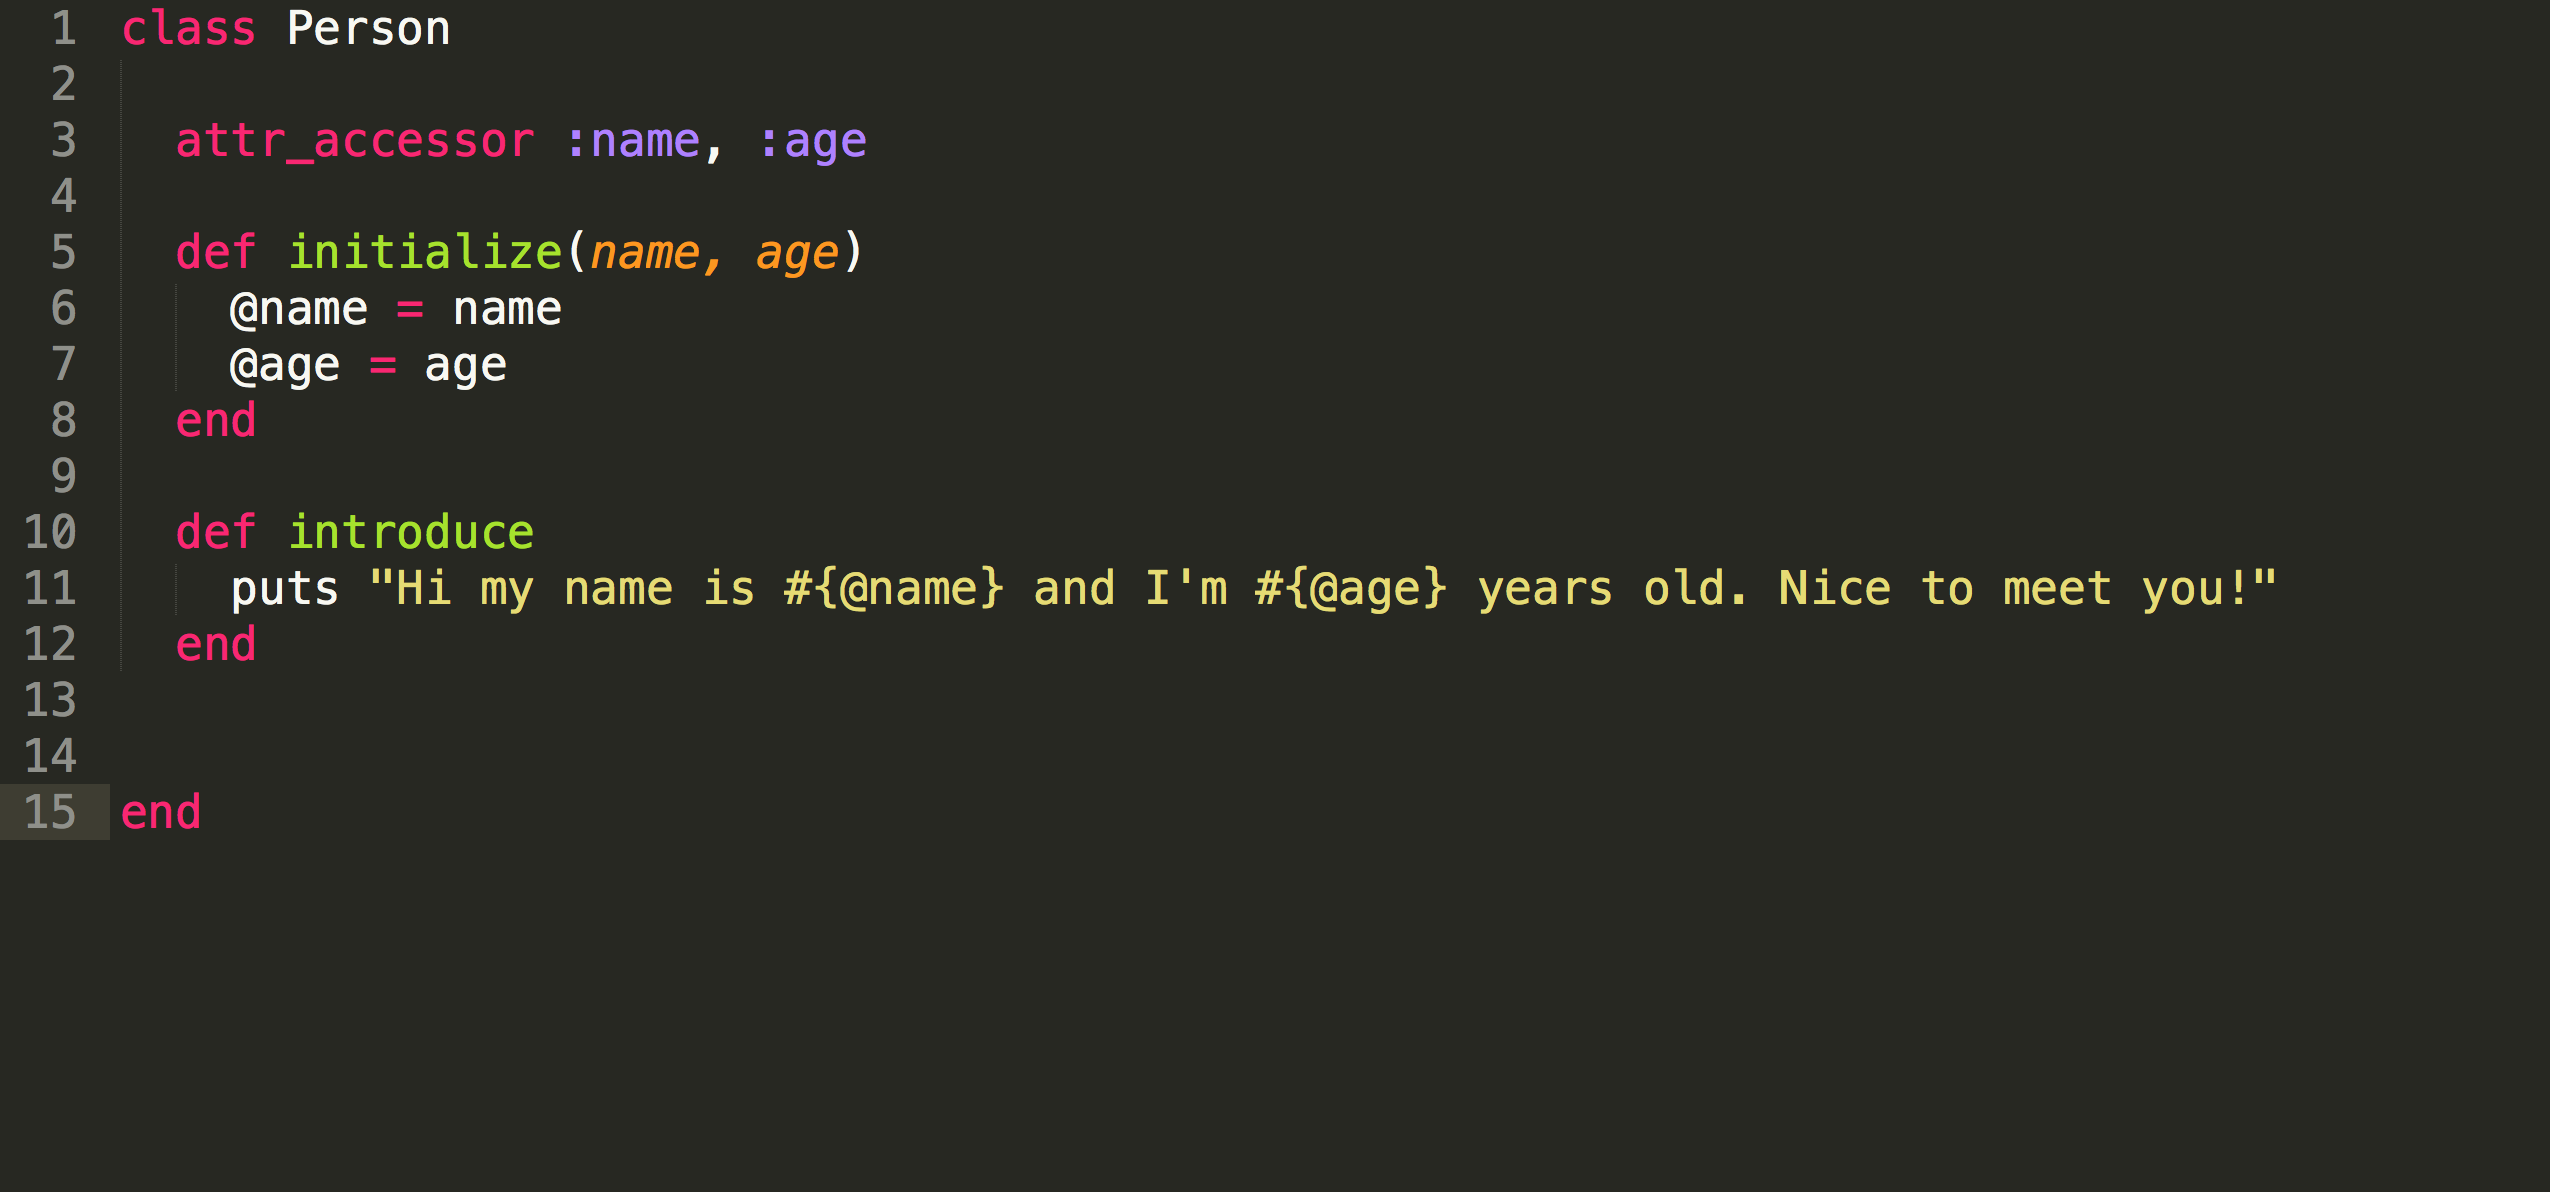 1 class Person
2
3   attr_accessor :name, :age
4
5   def initialize(name, age)
6     @name = name
7     @age = age
8   end
9
10   def introduce
11     puts "Hi my name is #{@name} and I'm #{@age} years old. Nice to meet you!"
12   end
13
14
15 end